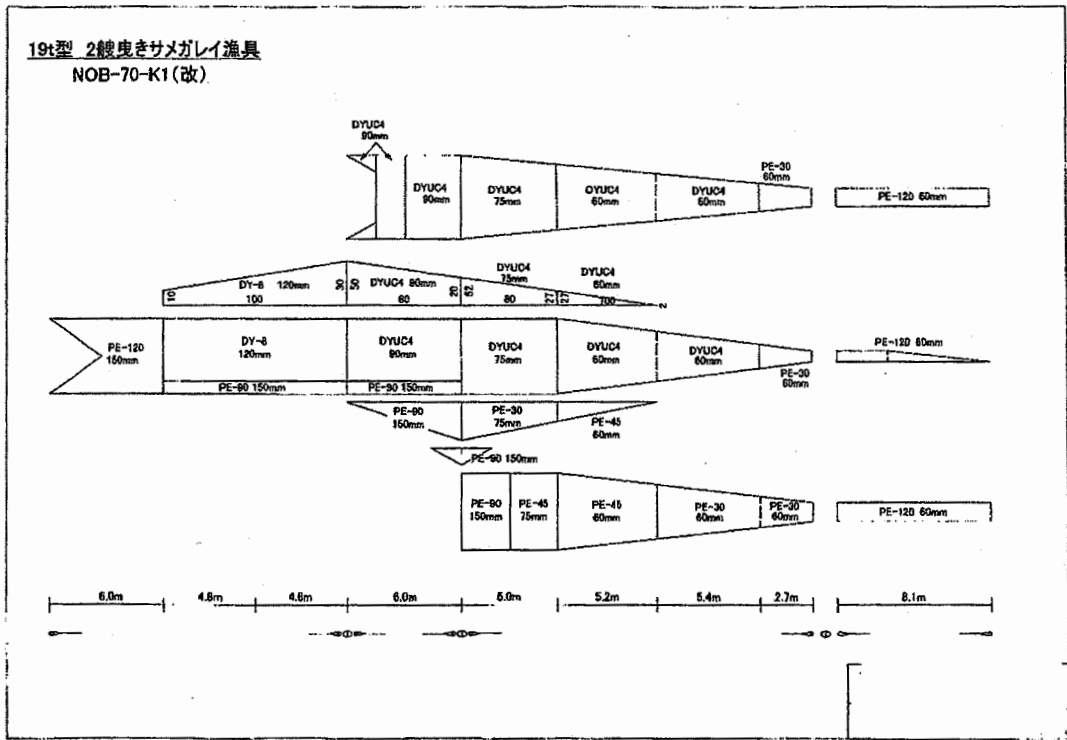 19t型 2艘曳きサメガレイ漁具
NOB-70-K1(改)
DYUC4
90mm
DYUC4
90mm
DYUC4
75mm
DYUC4
60mm
DYUC4
60mm
PE-30
60mm
PE-120 60mm
10
DY-6 120mm
100
30
50
DYUC4 90mm
60
20
62
DYUC4
75mm
80
27
27
DYUC4
60mm
100
2
PE-120
150mm
DY-6
120mm
DYUC4
90mm
DYUC4
75mm
DYUC4
60mm
DYUC4
60mm
PE-30
60mm
PE-120 60mm
PE-90 150mm
PE-90 150mm
PE-90
150mm
PE-30
75mm
PE-45
60mm
PE-90 150mm
PE-90
150mm
PE-45
75mm
PE-45
60mm
PE-30
60mm
PE-30
60mm
PE-120 60mm
6.0m
4.8m
4.8m
6.0m
5.0m
5.2m
5.4m
2.7m
8.1m